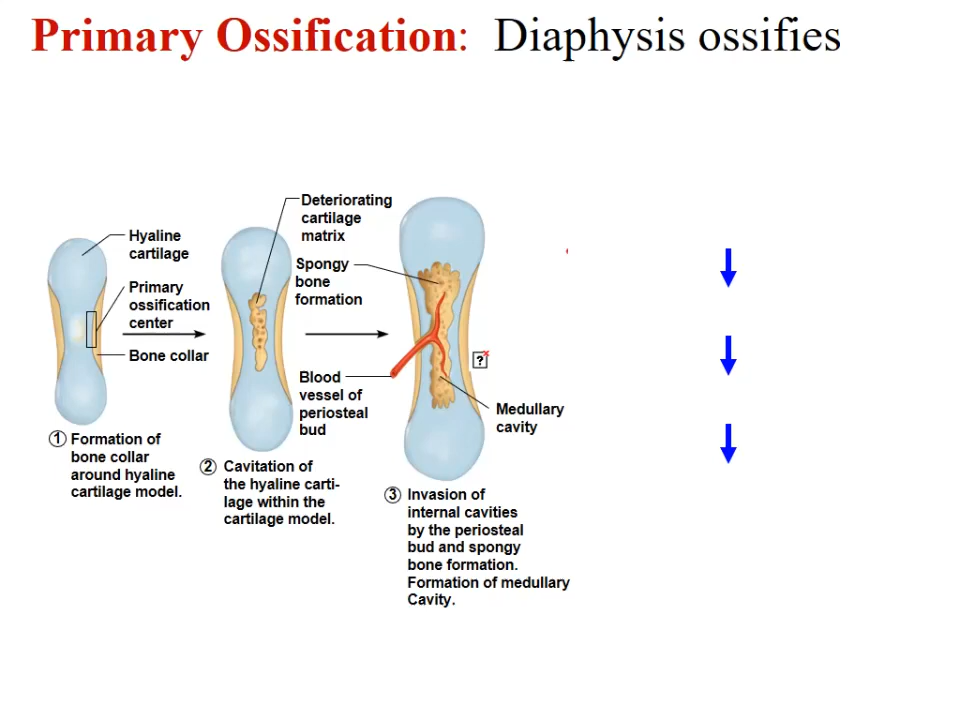 Primary Ossification: Diaphysis ossifies
Deteriorating
cartilage
matrix
Hyaline
cartilage
Spongy
bone
formation
Primary
ossification
center
Bone collar
?
Blood
vessel of
periosteal
bud
Medullary
cavity
① Formation of
bone collar
around hyaline
cartilage model.
② Cavitation of
the hyaline carti-
lage within the
cartilage model.
③ Invasion of
internal cavities
by the periosteal
bud and spongy
bone formation.
Formation of medullary
Cavity.